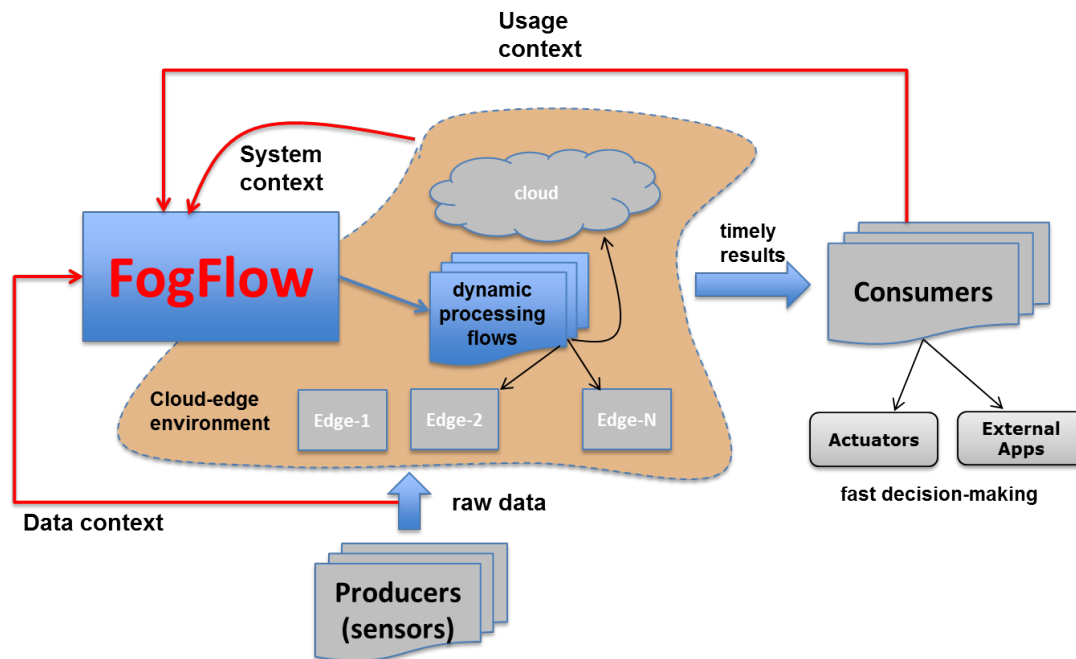 Usage
context
System
context
cloud
FogFlow
timely
results
dynamic
processing
flows
Consumers
Cloud-edge
environment
Edge-1
Edge-2
Edge-N
Actuators
External
Apps
fast decision-making
Data context
raw data
Producers
(sensors)